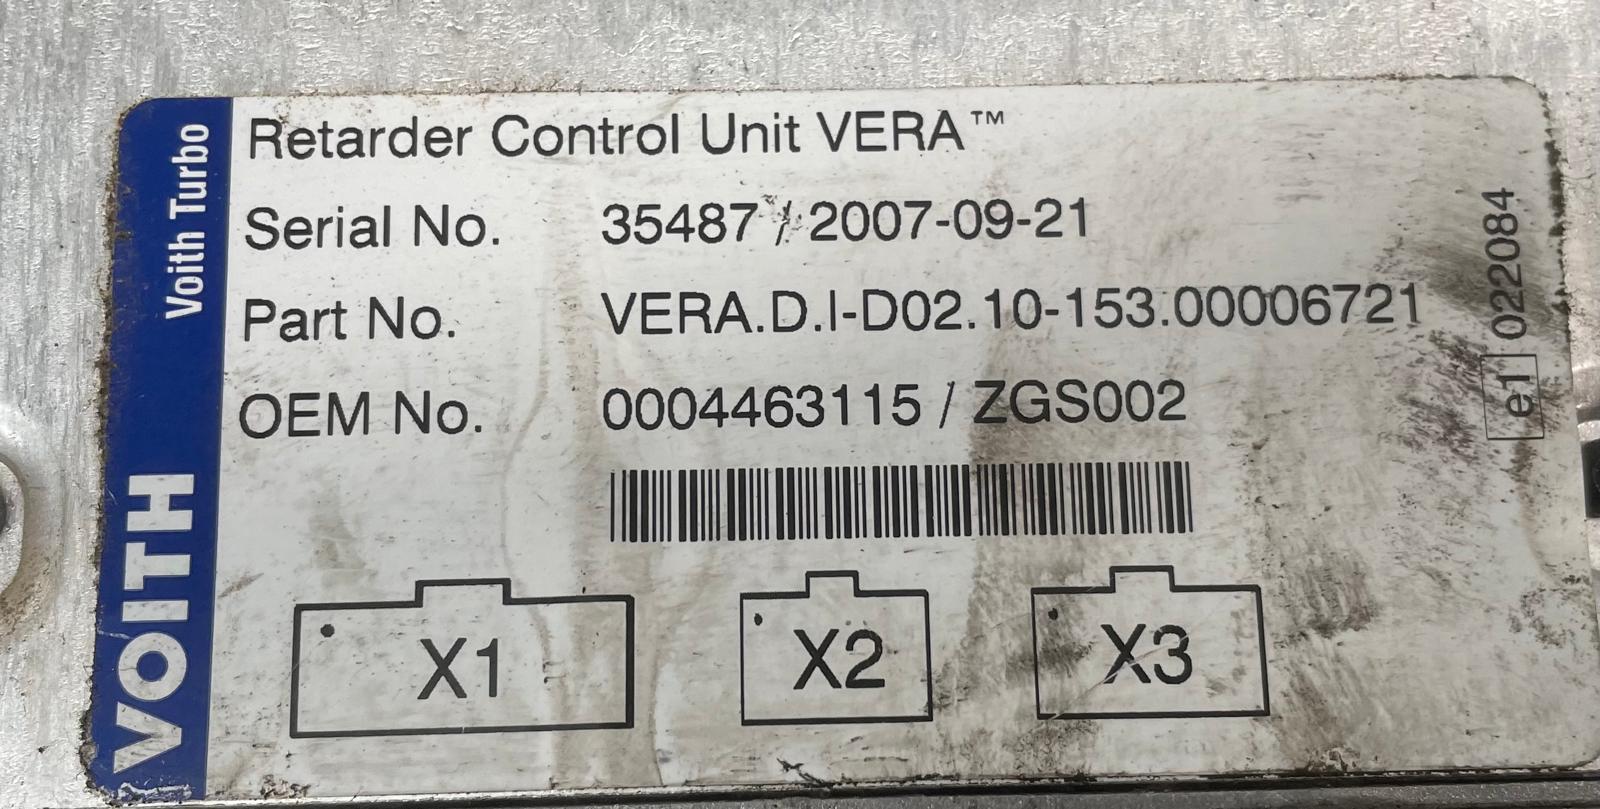 Retarder Control Unit VERA™
Serial No. 35487 / 2007-09-21
Part No. VERA.D.I-D02.10-153.00006721
OEM No. 0004463115 / ZGS002
X1 X2 X3
VOITH Voith Turbo
e1 022084